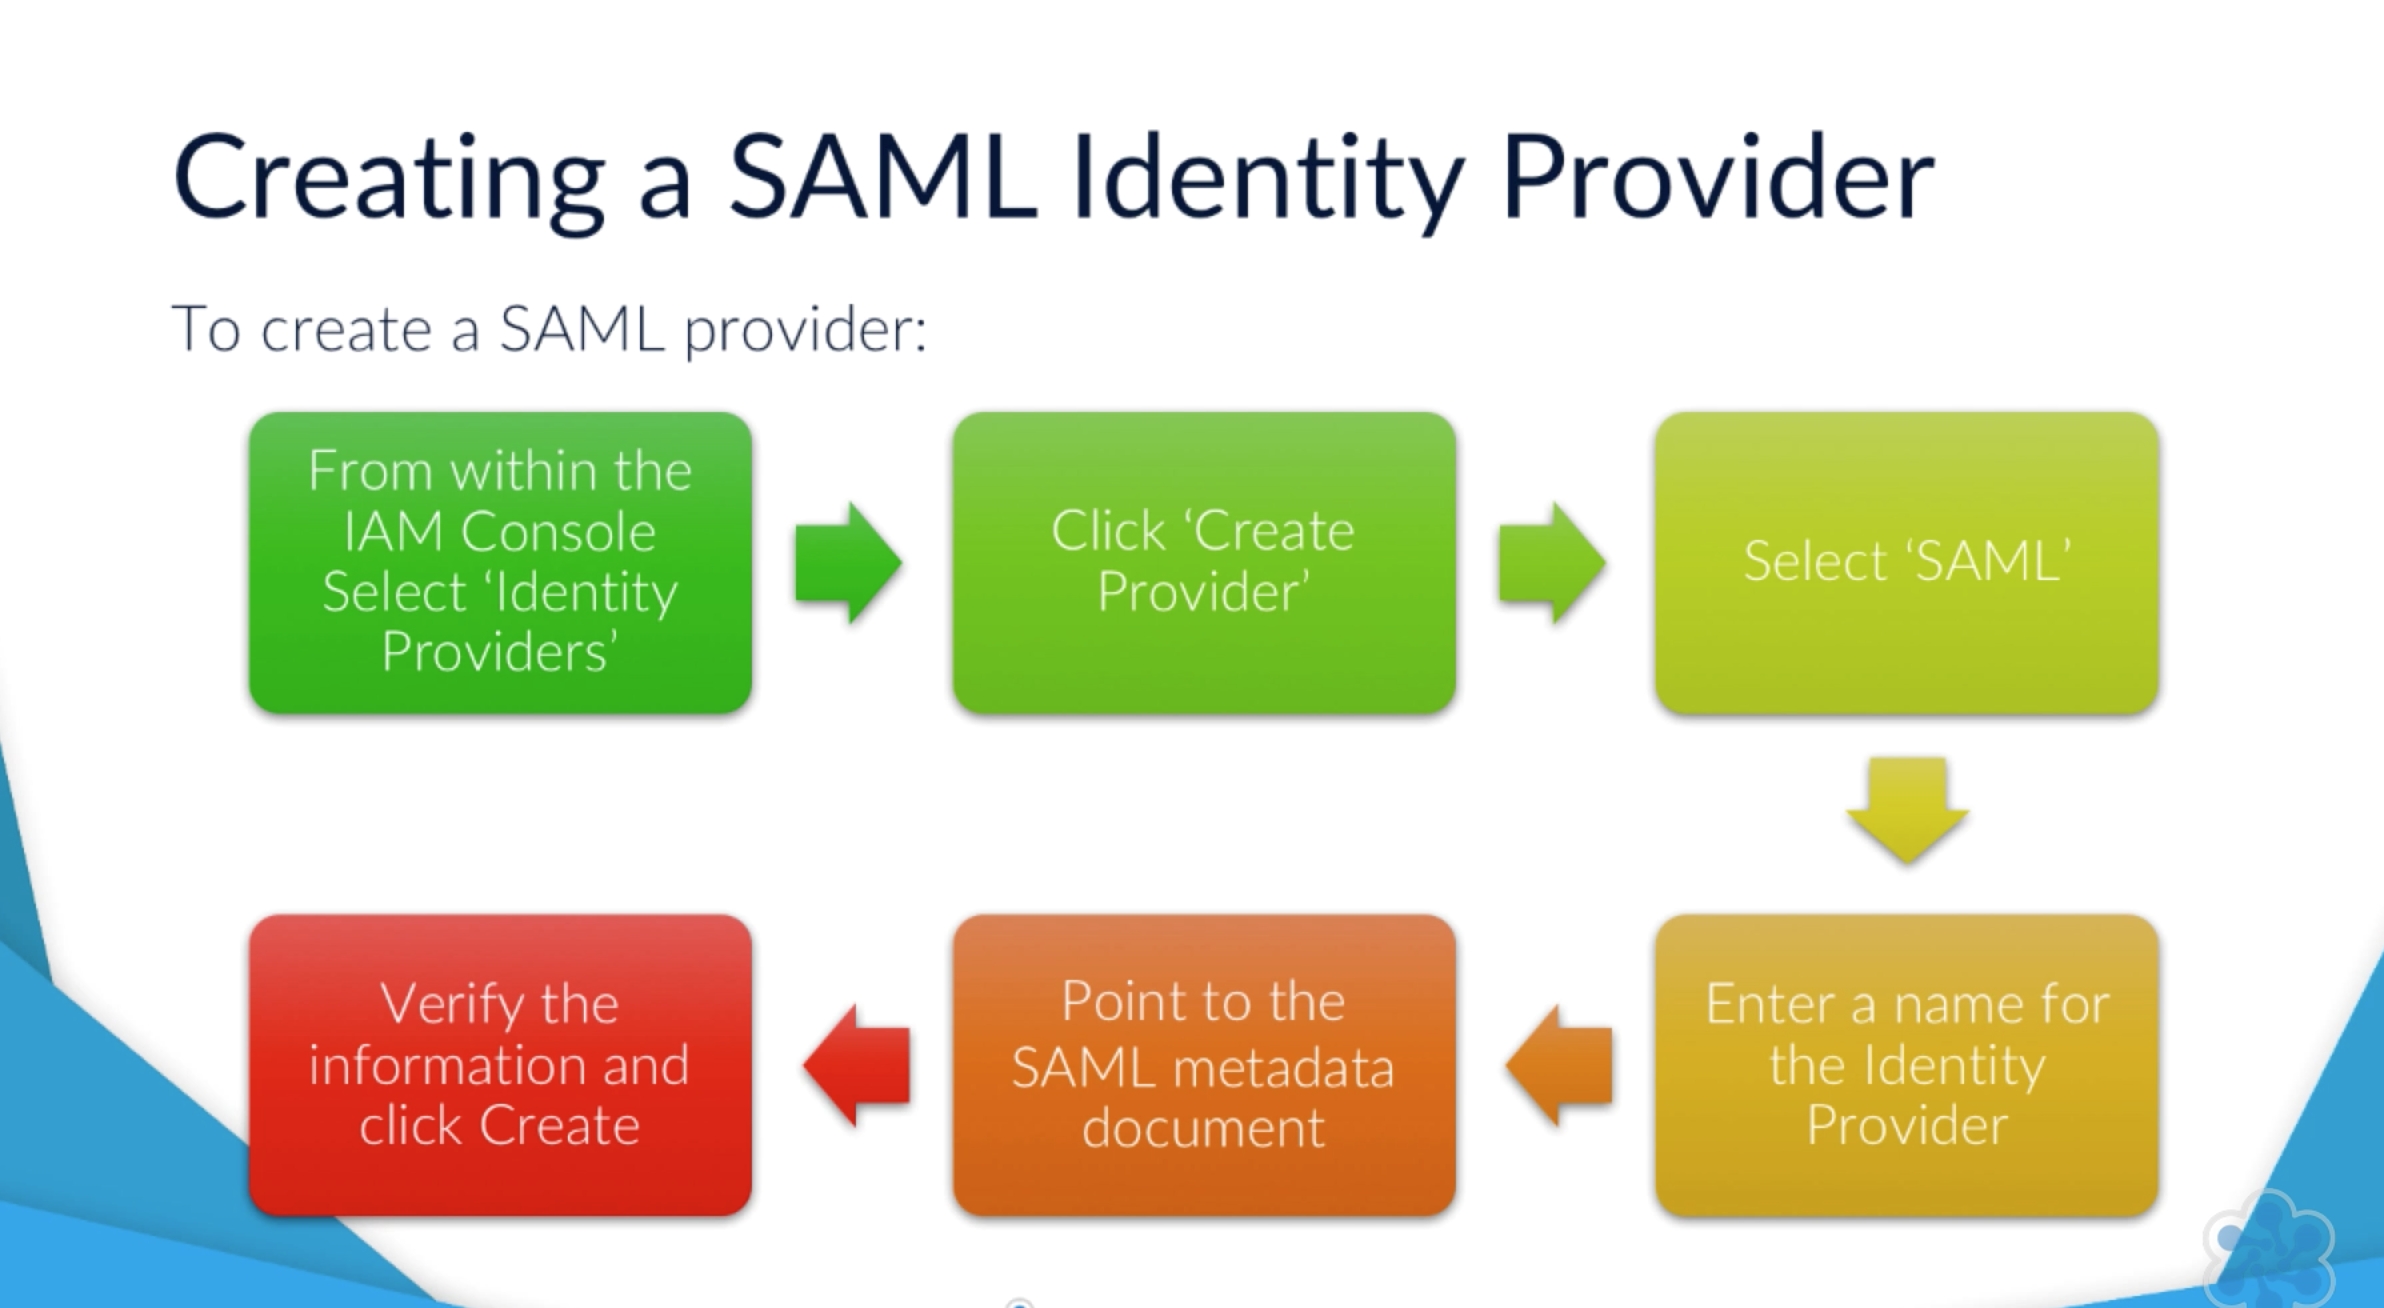 Creating a SAML Identity Provider
To create a SAML provider:
From within the
IAM Console
Select ‘Identity
Providers’
Click ‘Create
Provider’
Select ‘SAML’
Enter a name for
the Identity
Provider
Point to the
SAML metadata
document
Verify the
information and
click Create